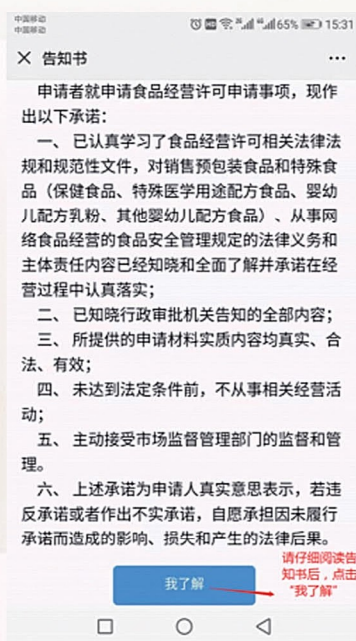 中国移动
中国移动
65% 15:31
告知书
申请者就申请食品经营许可申请事项，现作
出以下承诺：
一、 已认真学习了食品经营许可相关法律法
规和规范性文件，对销售预包装食品和特殊食
品（保健食品、特殊医学用途配方食品、婴幼
儿配方乳粉、其他婴幼儿配方食品）、从事网
络食品经营的食品安全管理规定的法律义务和
主体责任内容已经知晓和全面了解并承诺在经
营过程中认真落实；
二、 已知晓行政审批机关告知的全部内容；
三、 所提供的申请材料实质内容均真实、合
法、有效；
四、 未达到法定条件前，不从事相关经营活
动；
五、 主动接受市场监督管理部门的监督和管
理。
六、 上述承诺为申请人真实意思表示，若违
反承诺或者作出不实承诺，自愿承担因未履行
承诺而造成的影响、损失和产生的法律后果。
我了解
请仔细阅读告
知书后，点击
“我了解”